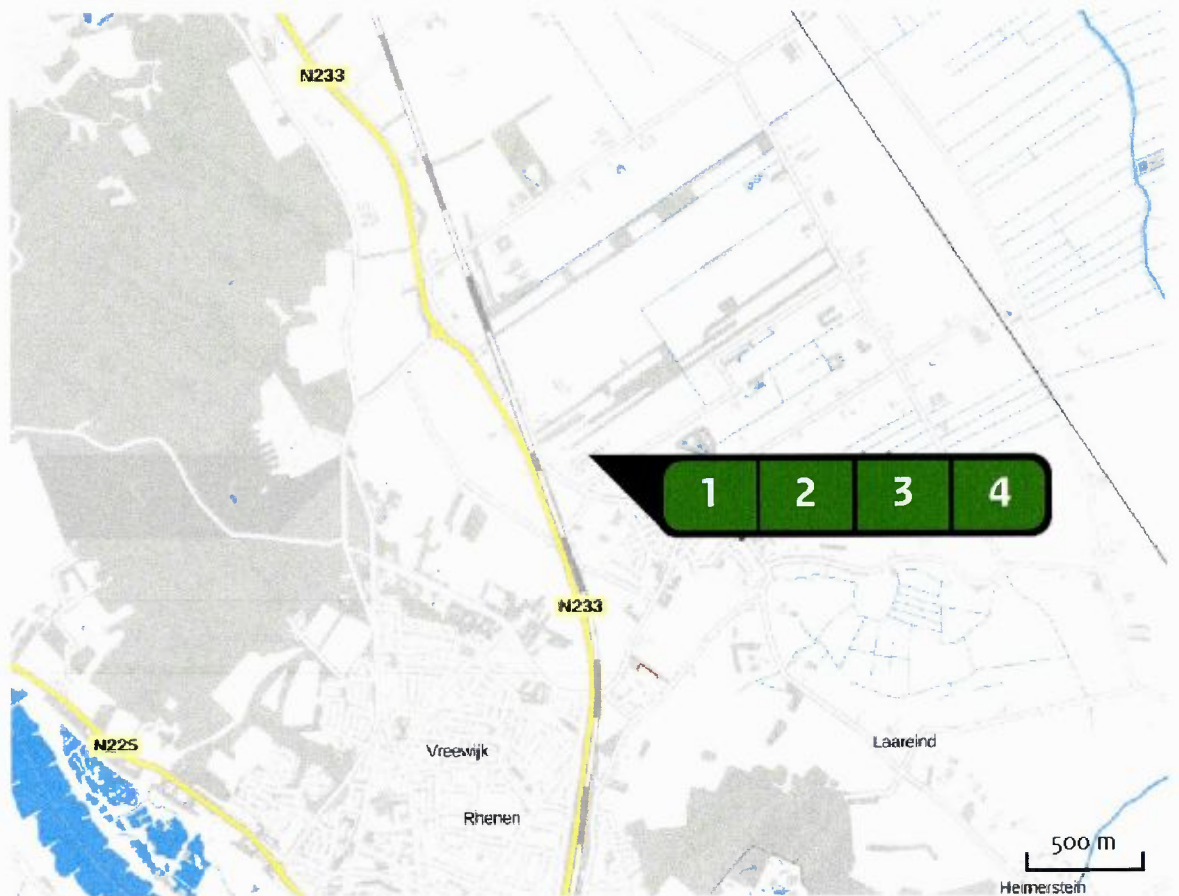 N233
1 2 3 4
N233
N225
Vreewijk
Laareind
Rhenen
500 m
Heimerstein